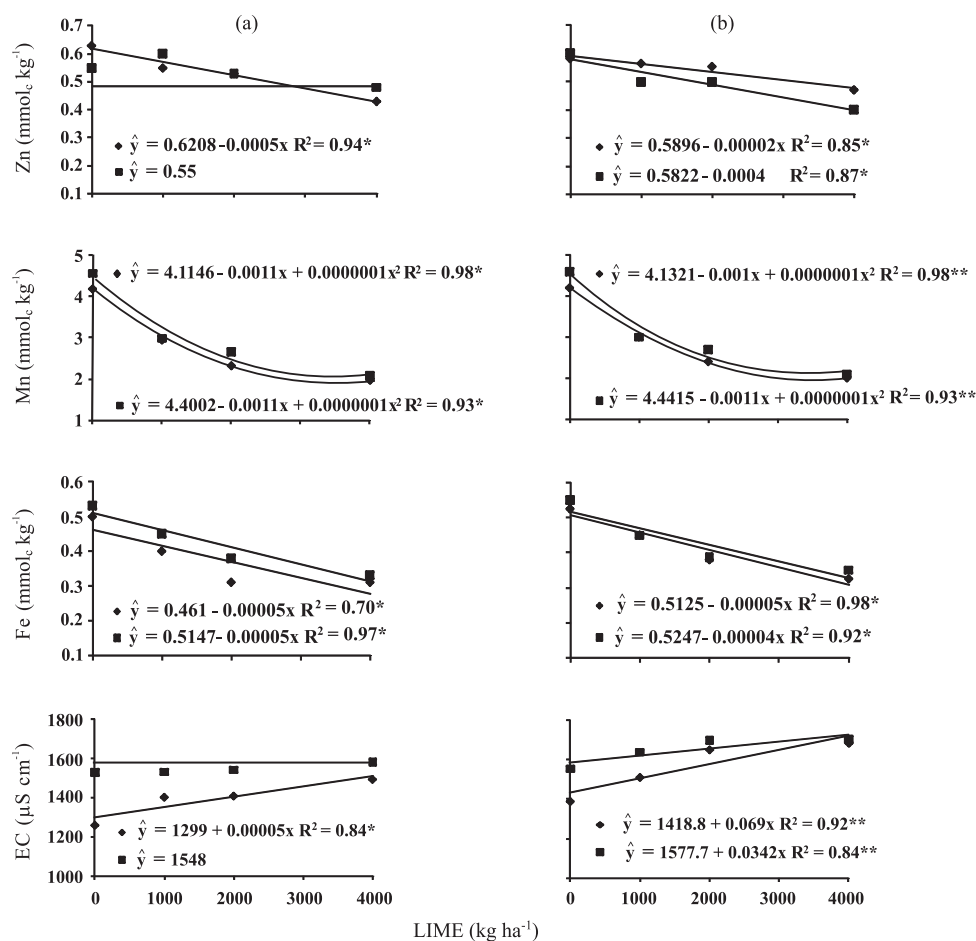 (a) (b)
Zn (mmol_c kg⁻¹)
0.7
0.6
0.5
0.4
0.3
0.2
0.1
ŷ = 0.6208-0.0005x R² = 0.94*
ŷ = 0.55
ŷ = 0.5896-0.00002x R² = 0.85*
ŷ = 0.5822-0.0004 R² = 0.87*
Mn (mmol_c kg⁻¹)
5
4
3
2
1
ŷ = 4.1146-0.0011x + 0.0000001x² R² = 0.98*
ŷ = 4.4002-0.0011x + 0.0000001x² R² = 0.93*
ŷ = 4.1321-0.001x + 0.0000001x² R² = 0.98**
ŷ = 4.4415-0.0011x + 0.0000001x² R² = 0.93**
Fe (mmol_c kg⁻¹)
0.6
0.5
0.4
0.3
0.2
0.1
ŷ = 0.461-0.00005x R² = 0.70*
ŷ = 0.5147-0.00005x R² = 0.97*
ŷ = 0.5125-0.00005x R² = 0.98*
ŷ = 0.5247-0.00004x R² = 0.92*
EC (µS cm⁻¹)
1800
1600
1400
1200
1000
ŷ = 1299 + 0.00005x R² = 0.84*
ŷ = 1548
ŷ = 1418.8 + 0.069x R² = 0.92**
ŷ = 1577.7 + 0.0342x R² = 0.84**
0 1000 2000 3000 4000 0 1000 2000 3000 4000
LIME (kg ha⁻¹)